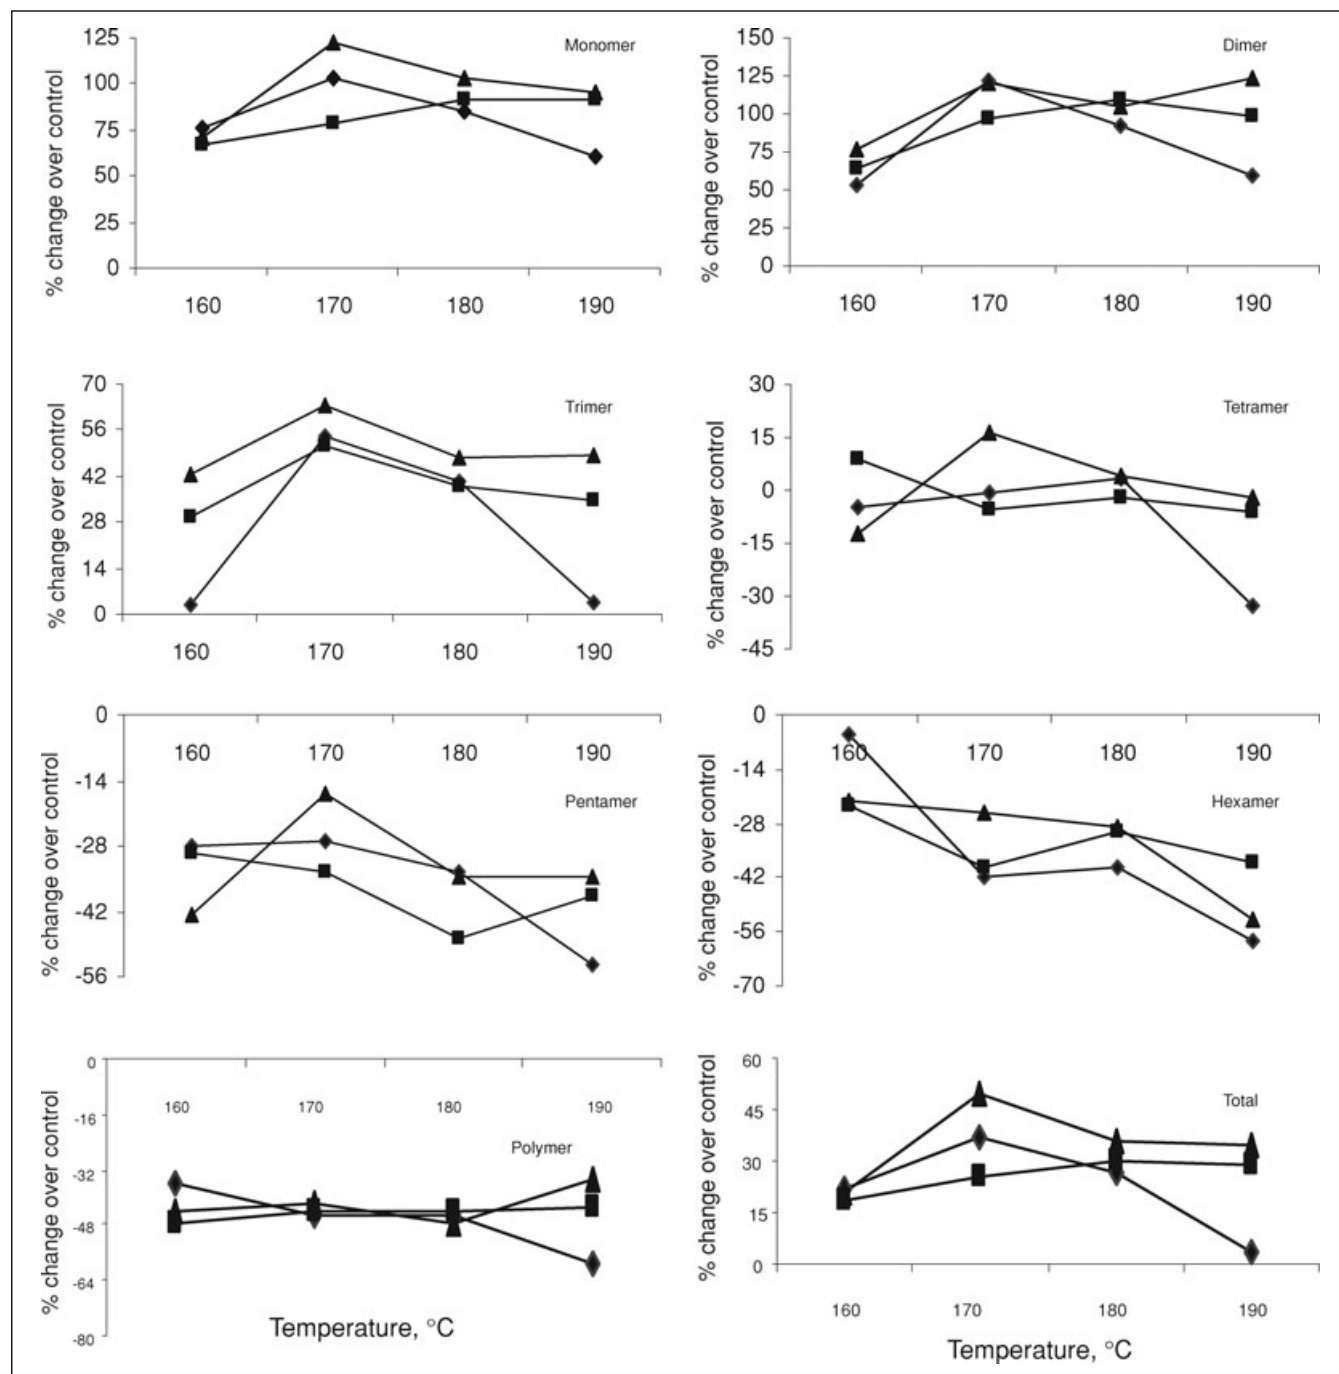 % change over control
125
100
75
50
25
0
Monomer
160 170 180 190
% change over control
150
125
100
75
50
25
0
Dimer
160 170 180 190
% change over control
70
56
42
28
14
0
Trimer
160 170 180 190
% change over control
30
15
0
-15
-30
-45
Tetramer
% change over control
0
-14
-28
-42
-56
160 170 180 190
Pentamer
% change over control
0
-14
-28
-42
-56
-70
160 170 180 190
Hexamer
% change over control
0
-16
-32
-48
-64
-80
160 170 180 190
Polymer
Temperature, °C
% change over control
60
45
30
15
0
Total
160 170 180 190
Temperature, °C